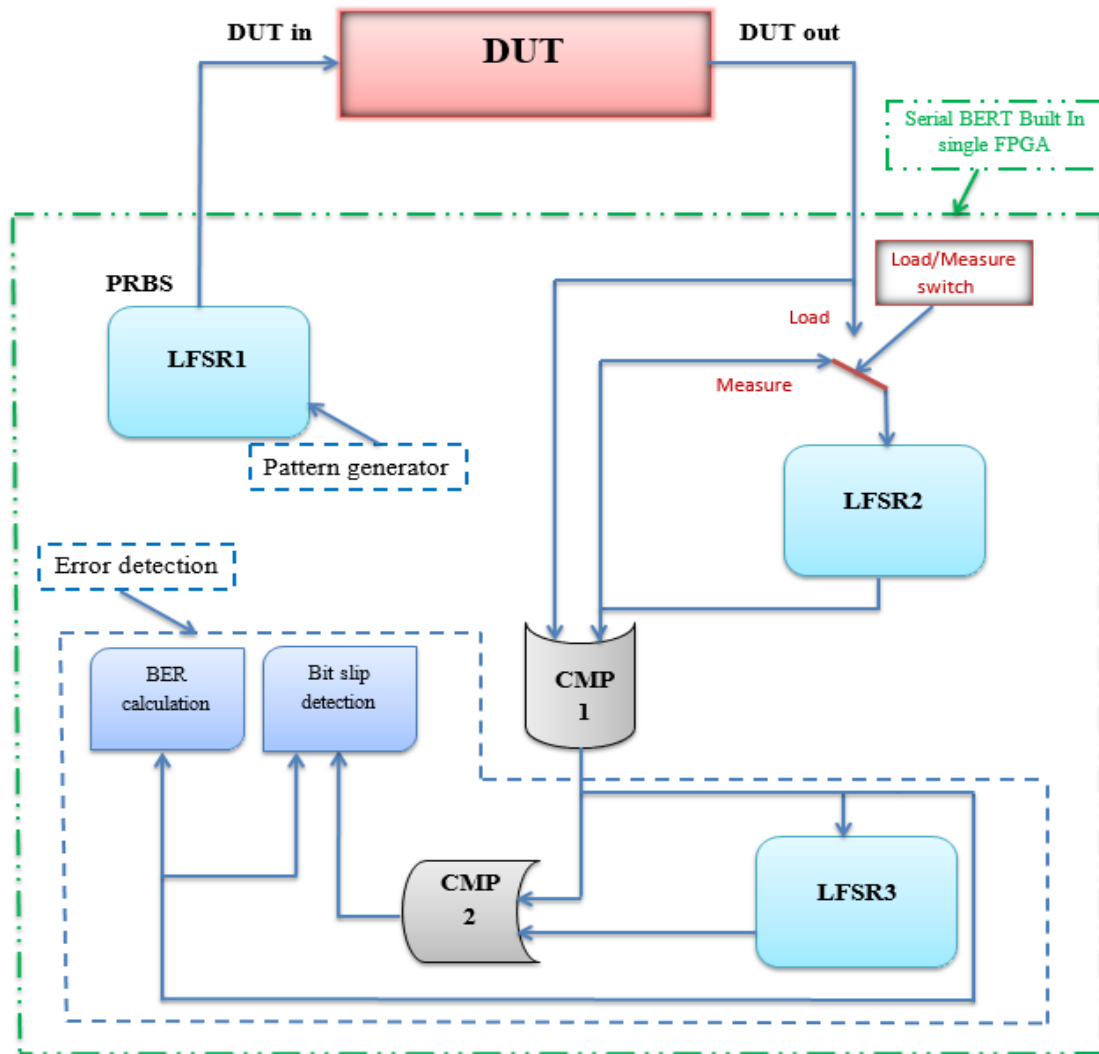 DUT in
DUT
DUT out
Serial BERT Built In
single FPGA
PRBS
Load/Measure
switch
Load
LFSR1
Measure
Pattern generator
LFSR2
Error detection
BER
calculation
Bit slip
detection
CMP
1
CMP
2
LFSR3